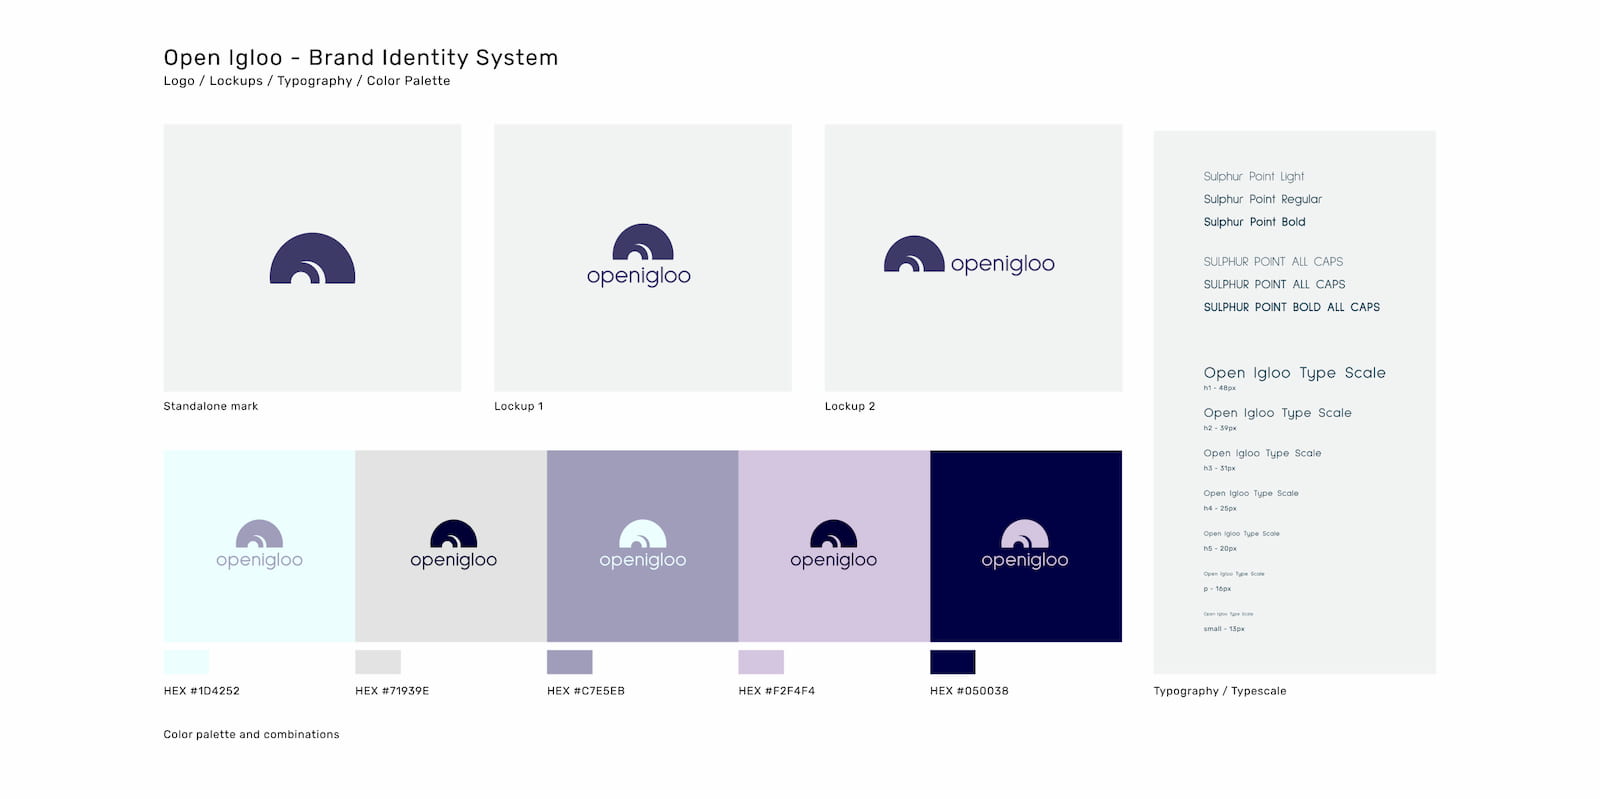 Open Igloo - Brand Identity System
Logo / Lockups / Typography / Color Palette
openigloo
openigloo
Standalone mark
Lockup 1
Lockup 2
openigloo
openigloo
openigloo
openigloo
openigloo
HEX #1D4252
HEX #71939E
HEX #C7E5EB
HEX #F2F4F4
HEX #050038
Color palette and combinations
Sulphur Point Light
Sulphur Point Regular
Sulphur Point Bold
SULPHUR POINT ALL CAPS
SULPHUR POINT ALL CAPS
SULPHUR POINT BOLD ALL CAPS
Open Igloo Type Scale
h1 - 48px
Open Igloo Type Scale
h2 - 39px
Open Igloo Type Scale
h3 - 31px
Open Igloo Type Scale
h4 - 25px
Open Igloo Type Scale
h5 - 20px
Open Igloo Type Scale
p - 16px
Open Igloo Type Scale
small - 13px
Typography / Typescale